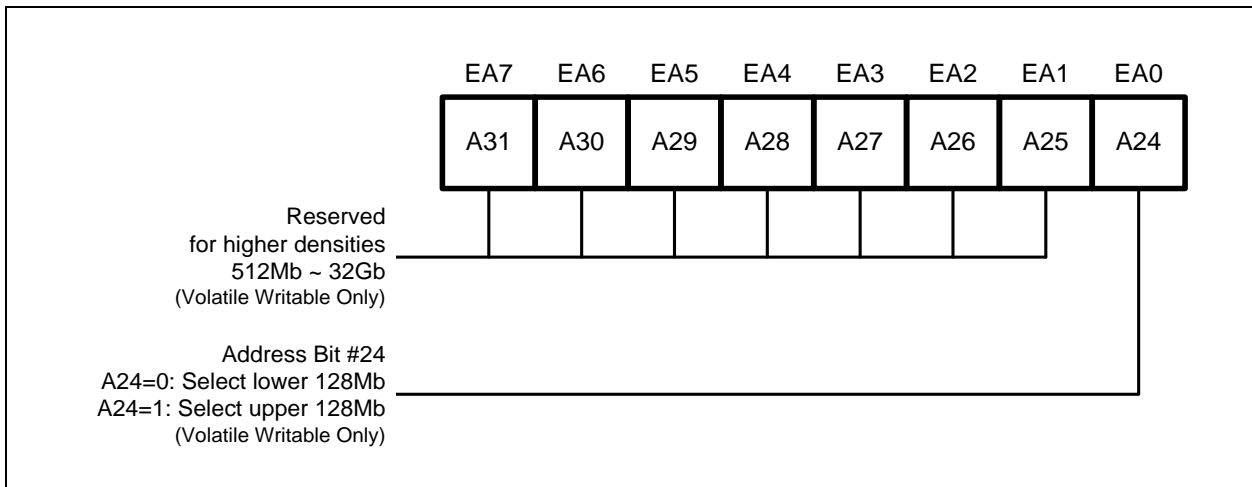 EA7 EA6 EA5 EA4 EA3 EA2 EA1 EA0
A31 A30 A29 A28 A27 A26 A25 A24
Reserved
for higher densities
512Mb ~ 32Gb
(Volatile Writable Only)
Address Bit #24
A24=0: Select lower 128Mb
A24=1: Select upper 128Mb
(Volatile Writable Only)